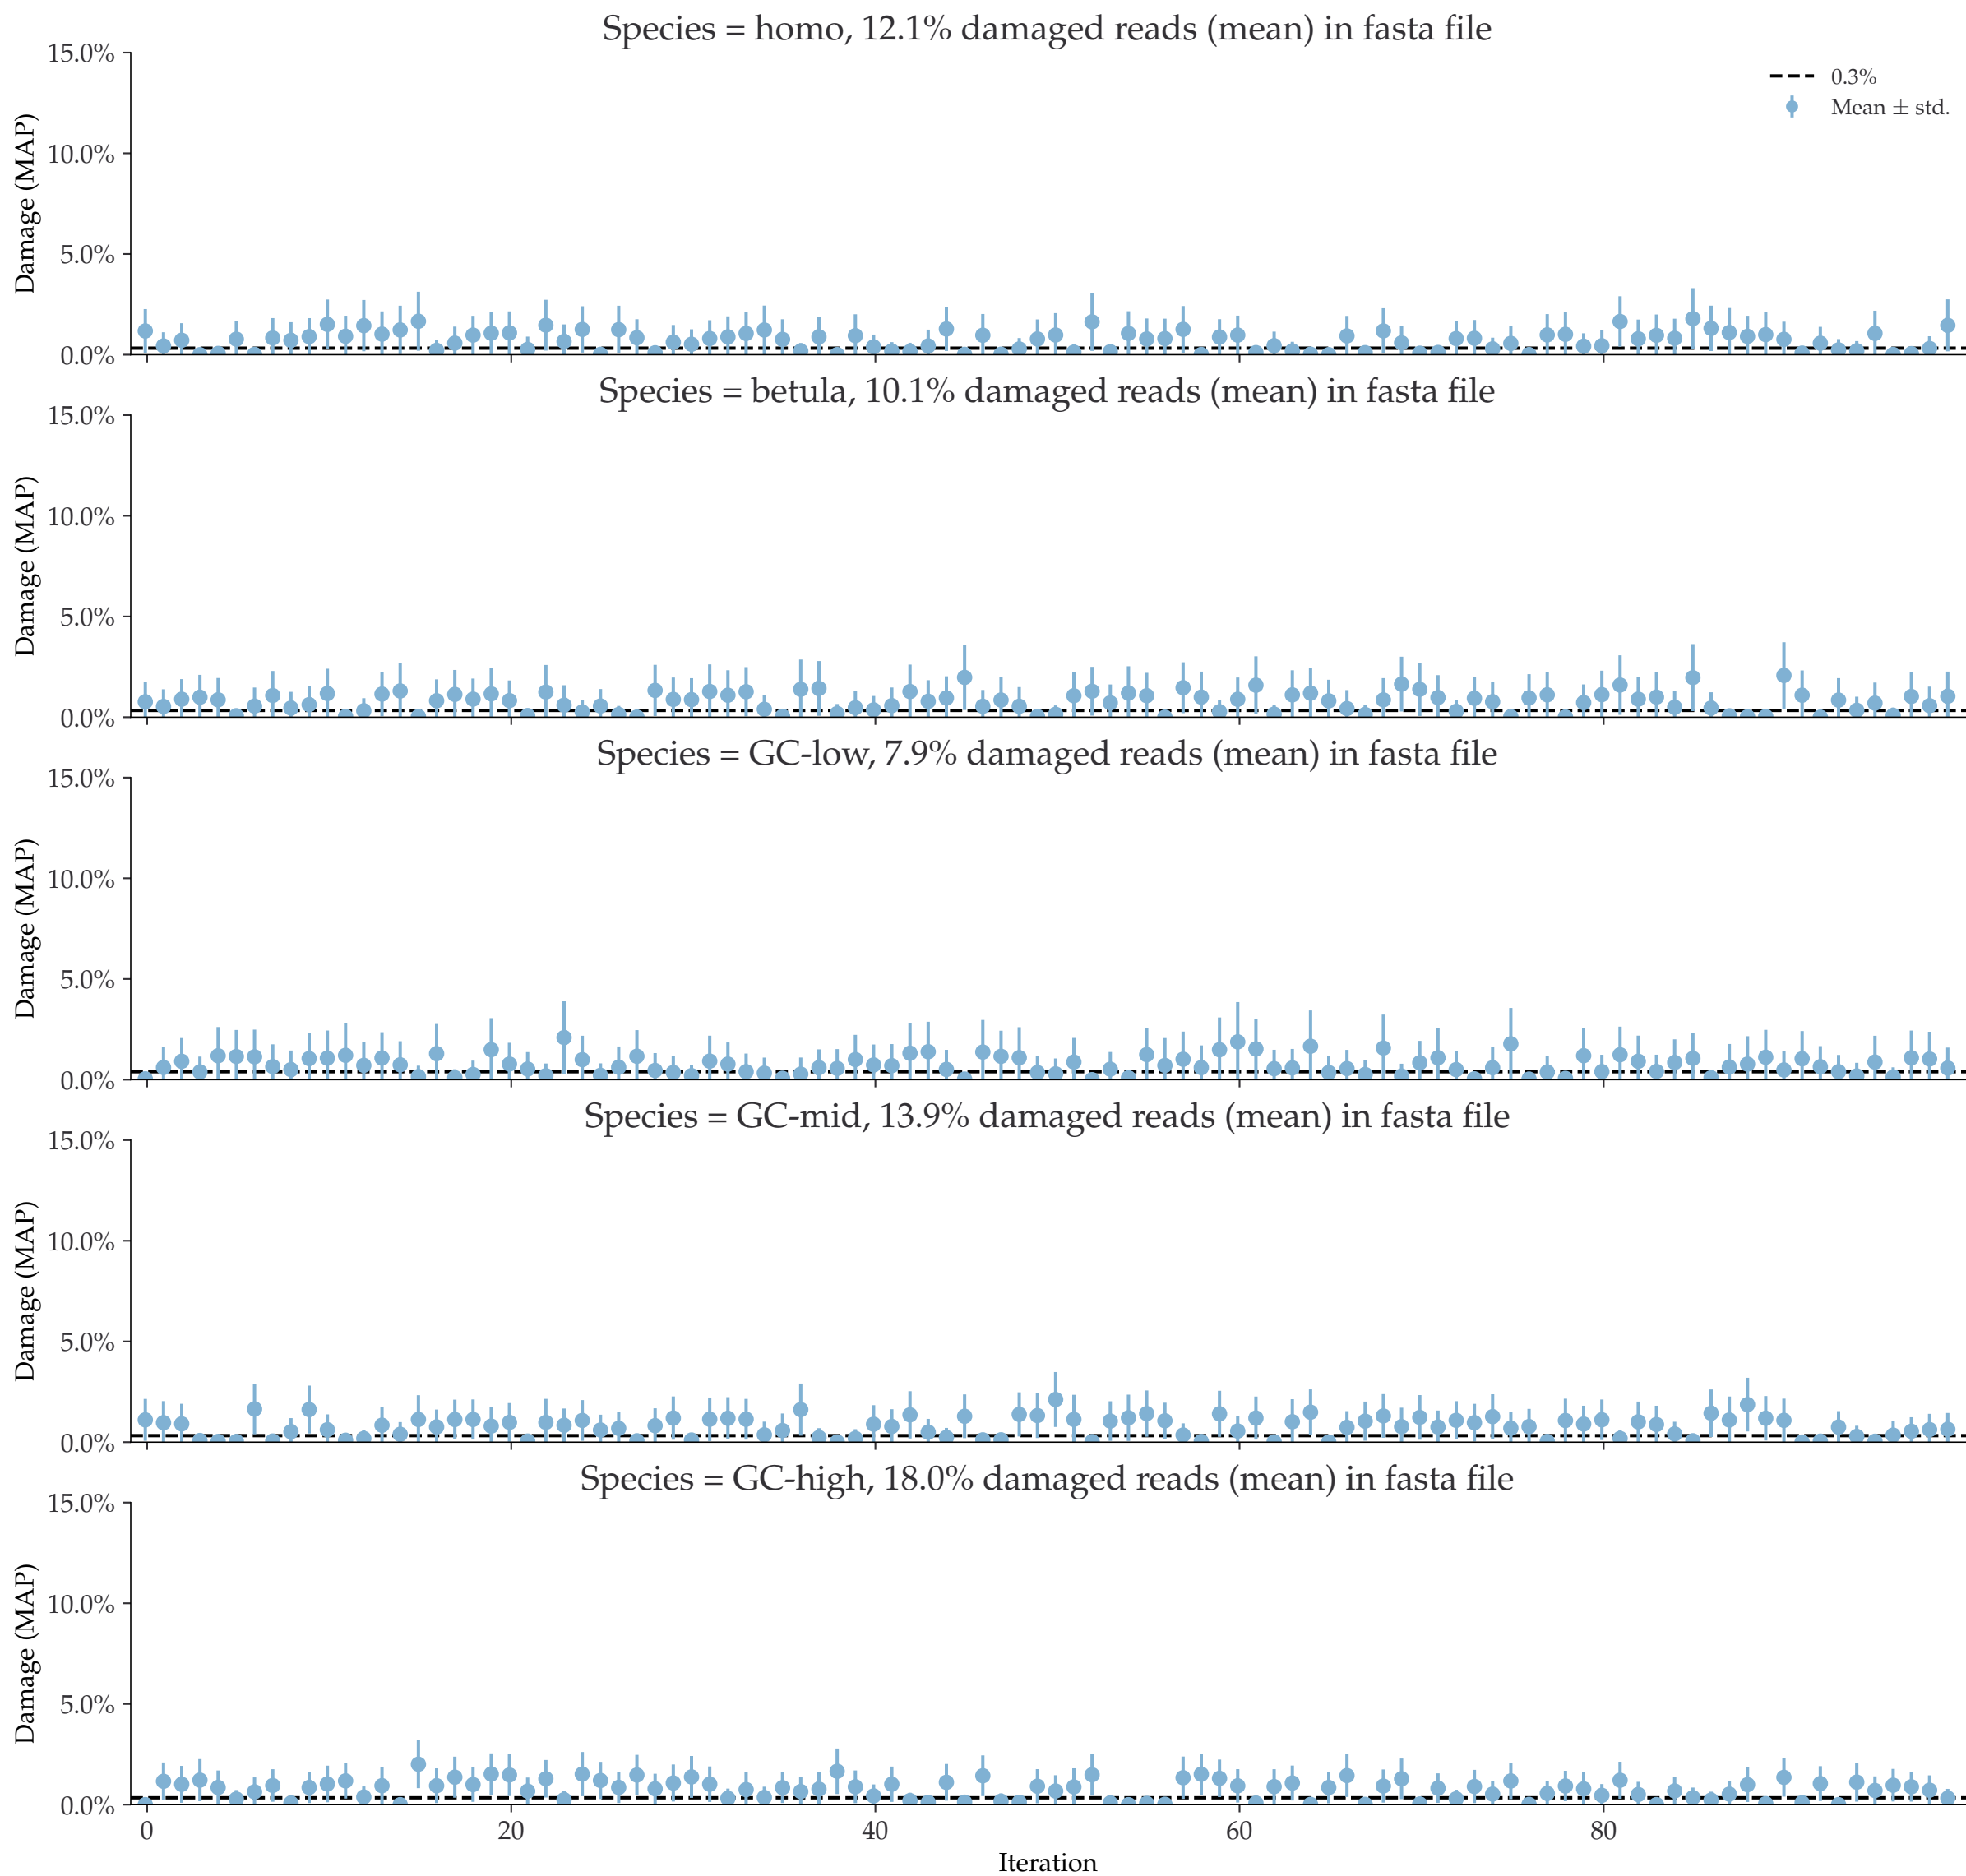 Species = homo, 12.1% damaged reads (mean) in fasta file
15.0%
10.0%
5.0%
0.0%
Damage (MAP)
0.3%
Mean ± std.
Species = betula, 10.1% damaged reads (mean) in fasta file
15.0%
10.0%
5.0%
0.0%
Damage (MAP)
Species = GC-low, 7.9% damaged reads (mean) in fasta file
15.0%
10.0%
5.0%
0.0%
Damage (MAP)
Species = GC-mid, 13.9% damaged reads (mean) in fasta file
15.0%
10.0%
5.0%
0.0%
Damage (MAP)
Species = GC-high, 18.0% damaged reads (mean) in fasta file
15.0%
10.0%
5.0%
0.0%
Damage (MAP)
0 20 40 60 80
Iteration